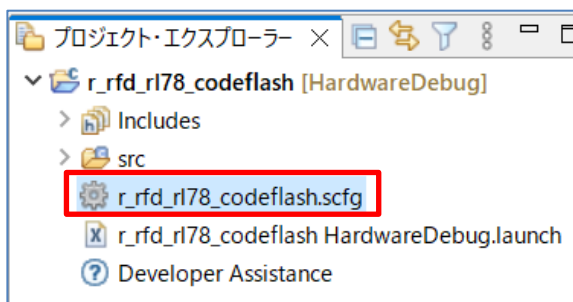 プロジェクト・エクスプローラー
r_rfd_rl78_codeflash [HardwareDebug]
Includes
src
r_rfd_rl78_codeflash.scfg
r_rfd_rl78_codeflash HardwareDebug.launch
Developer Assistance